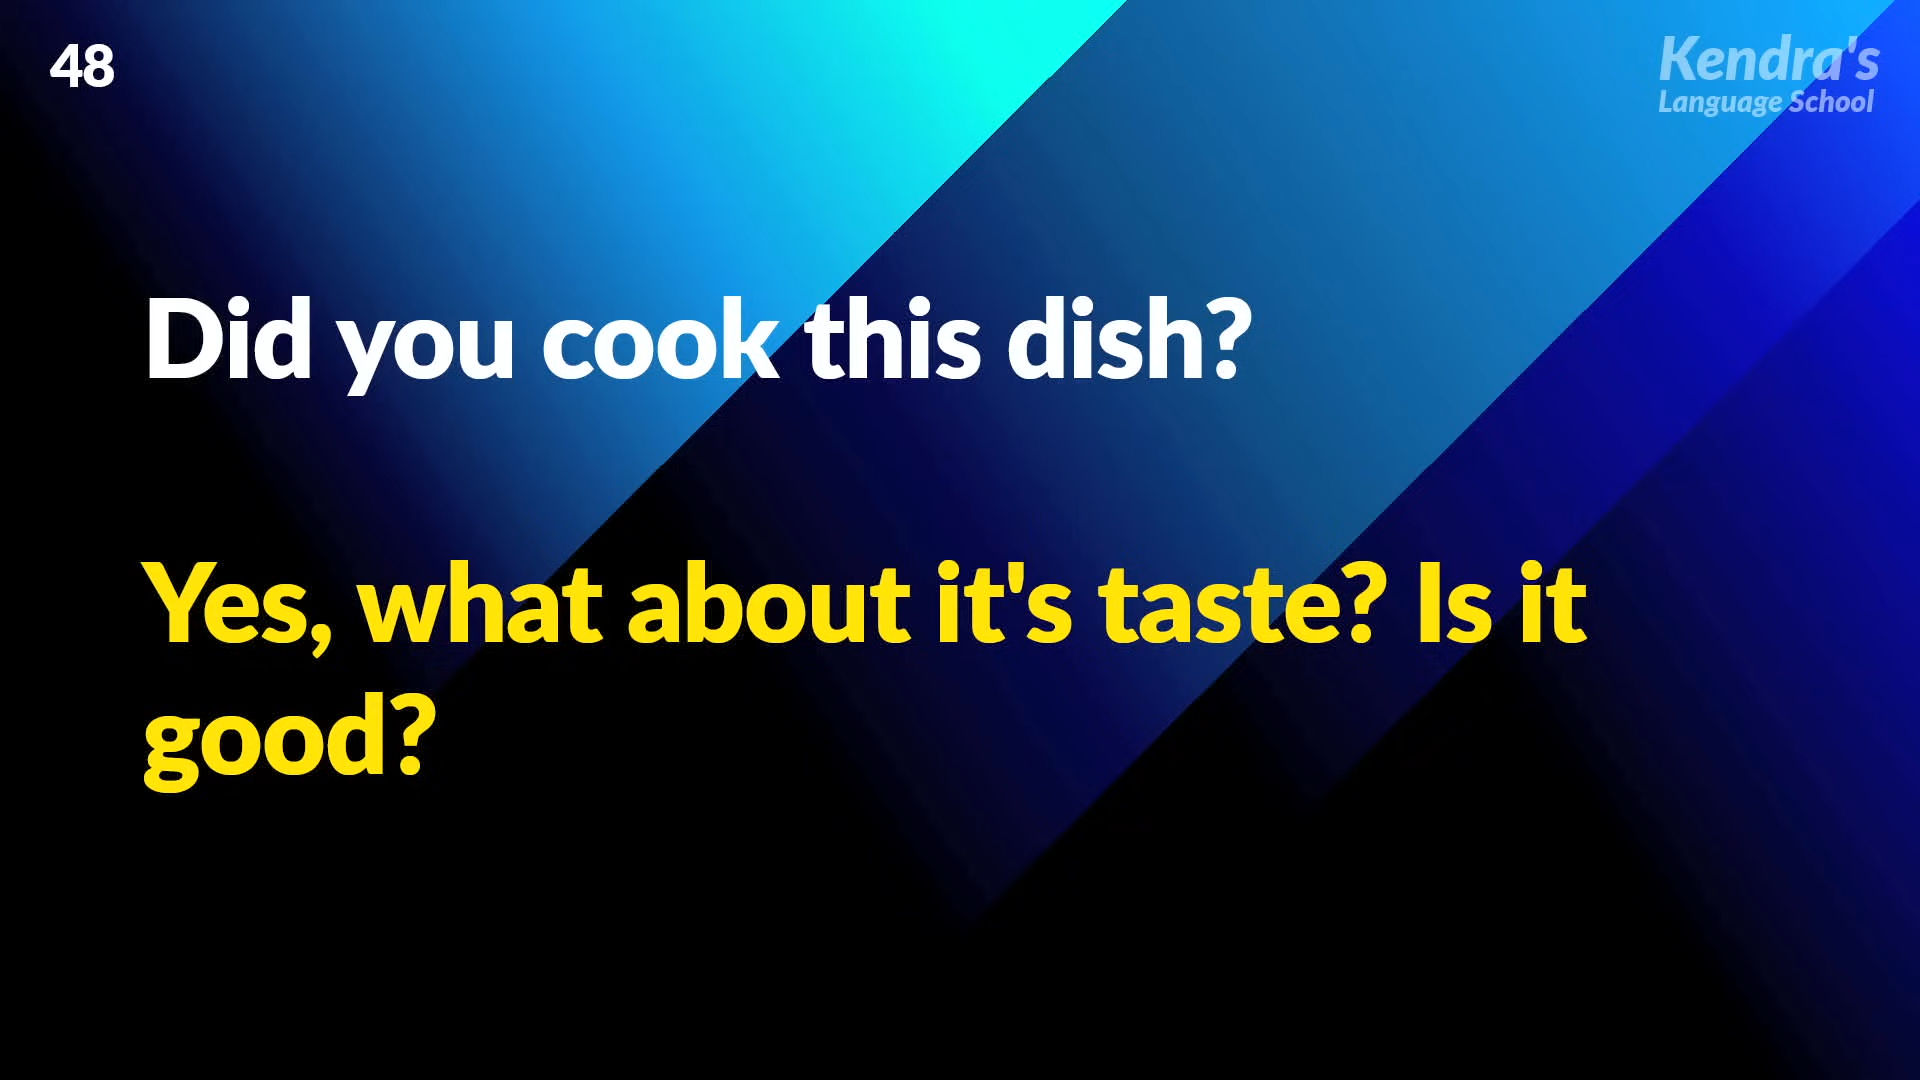 48
Kendra's
Language School
Did you cook this dish?
Yes, what about it's taste? Is it
good?